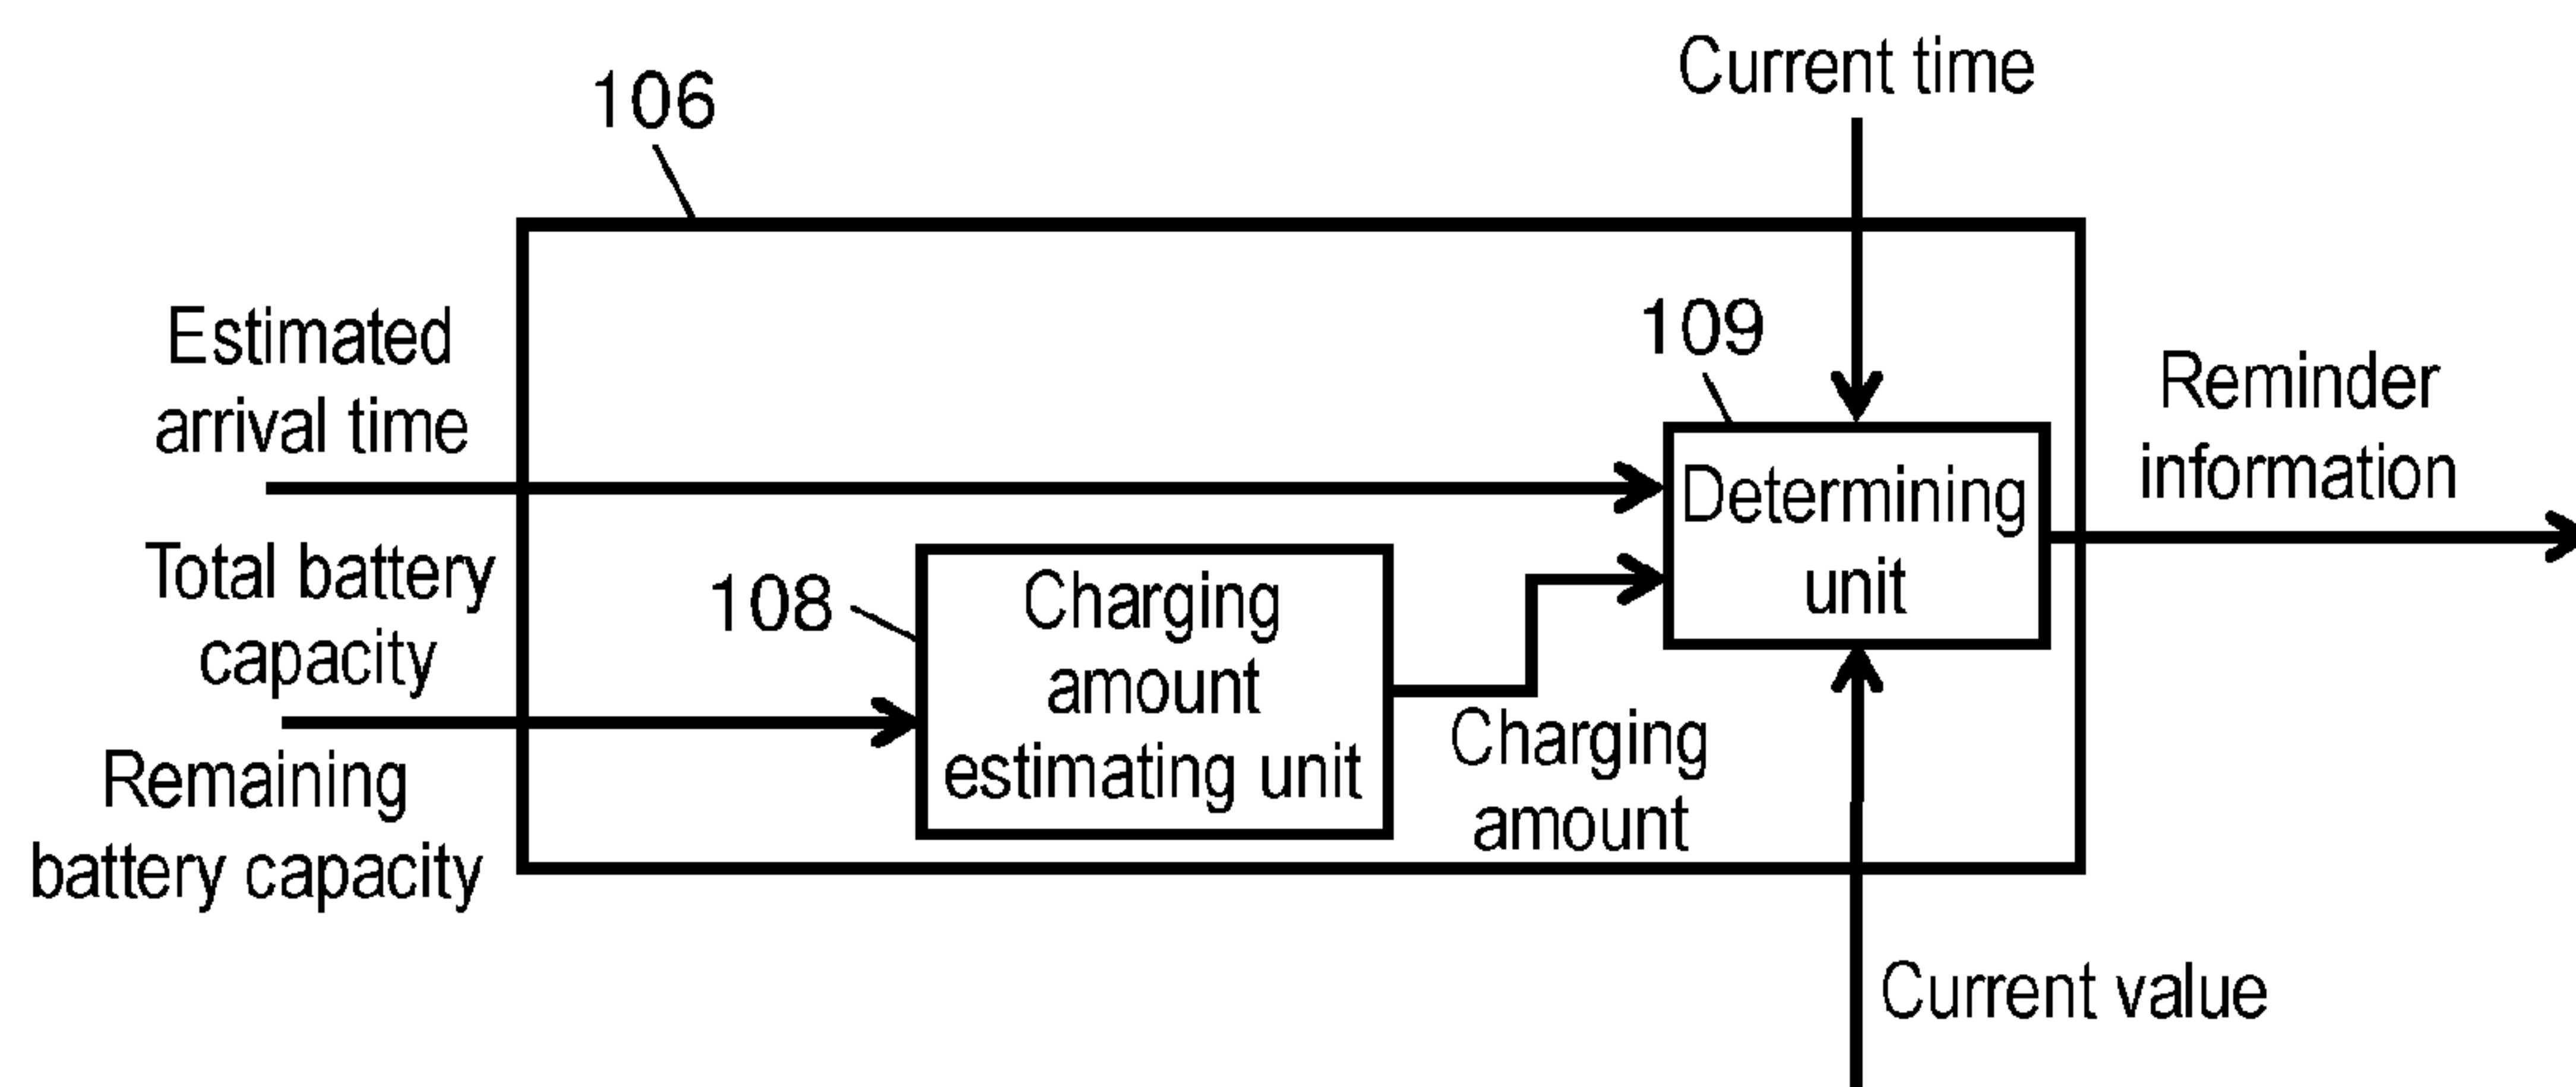 Current time
106
Estimated
arrival time
109
Reminder
information
Determining
unit
Total battery
capacity
108
Charging
amount
estimating unit
Charging
amount
Remaining
battery capacity
Current value